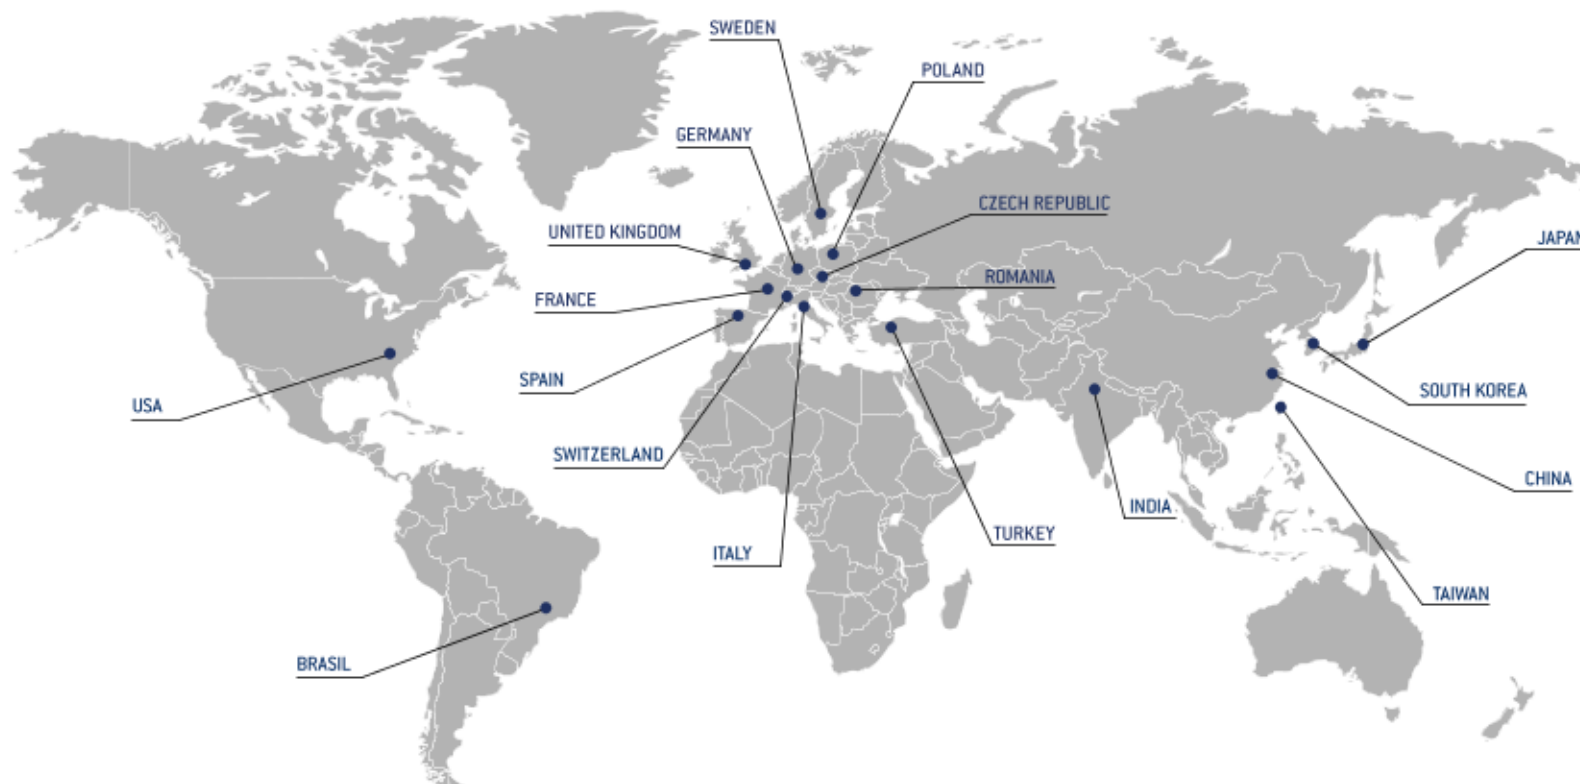 SWEDEN
POLAND
GERMANY
CZECH REPUBLIC
UNITED KINGDOM
JAPAN
ROMANIA
FRANCE
SPAIN
SOUTH KOREA
USA
SWITZERLAND
CHINA
INDIA
TURKEY
ITALY
TAIWAN
BRASIL